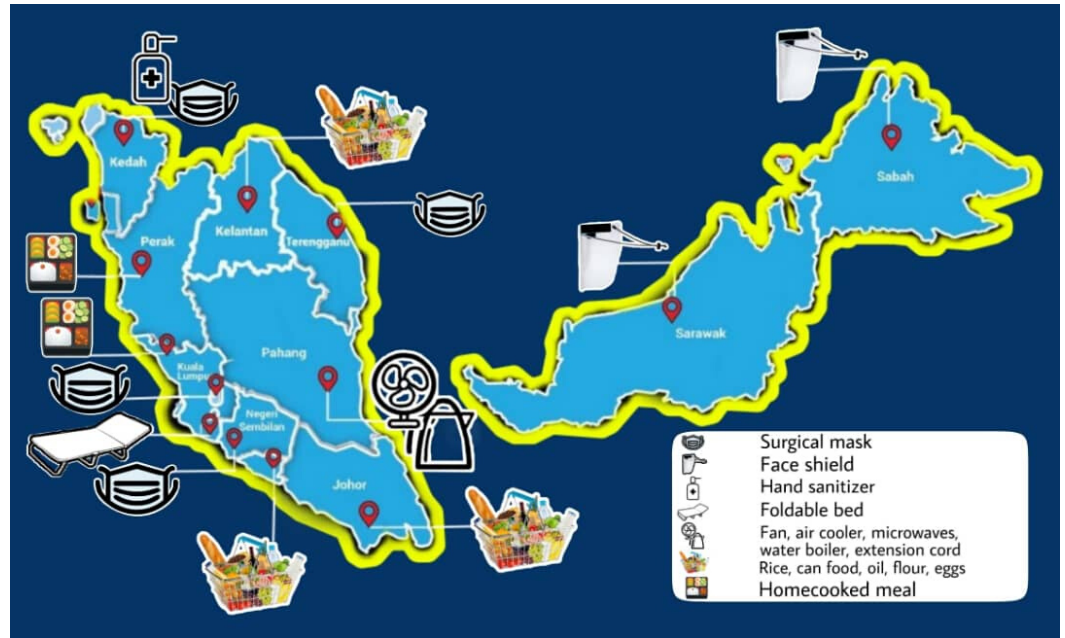 Kedah
Perak
Kelantan
Terengganu
Kuala
Lumpu
Pahang
Negeri
Sembilan
Johor
Sabah
Sarawak
Surgical mask
Face shield
Hand sanitizer
Foldable bed
Fan, air cooler, microwaves,
water boiler, extension cord
Rice, can food, oil, flour, eggs
Homecooked meal